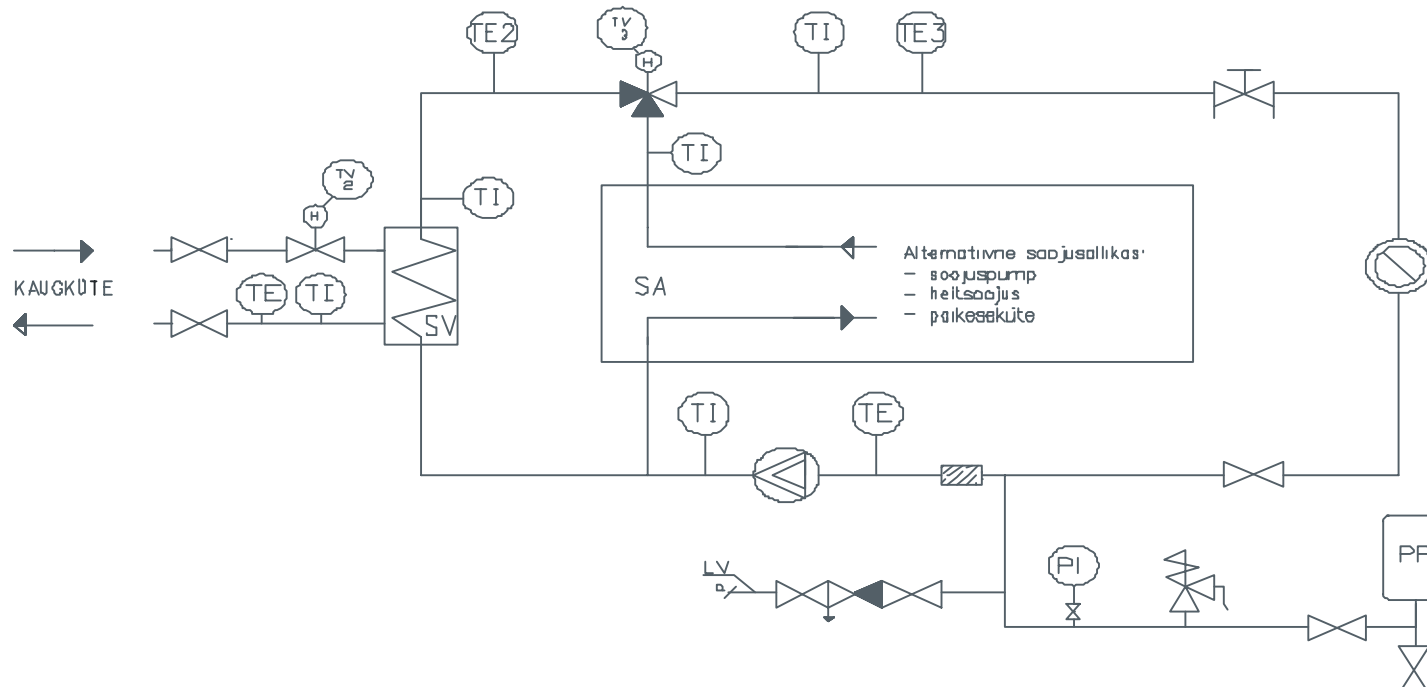 TE2
TV
3
H
TI
TE3
TI
TV
2
H
TI
KAUGKÜTE
TE
TI
SV
SA
Alternatiivne soojusallikas:
- soojuspump
- heitsoojus
- päikeseküte
TI
TE
LV
P
PI